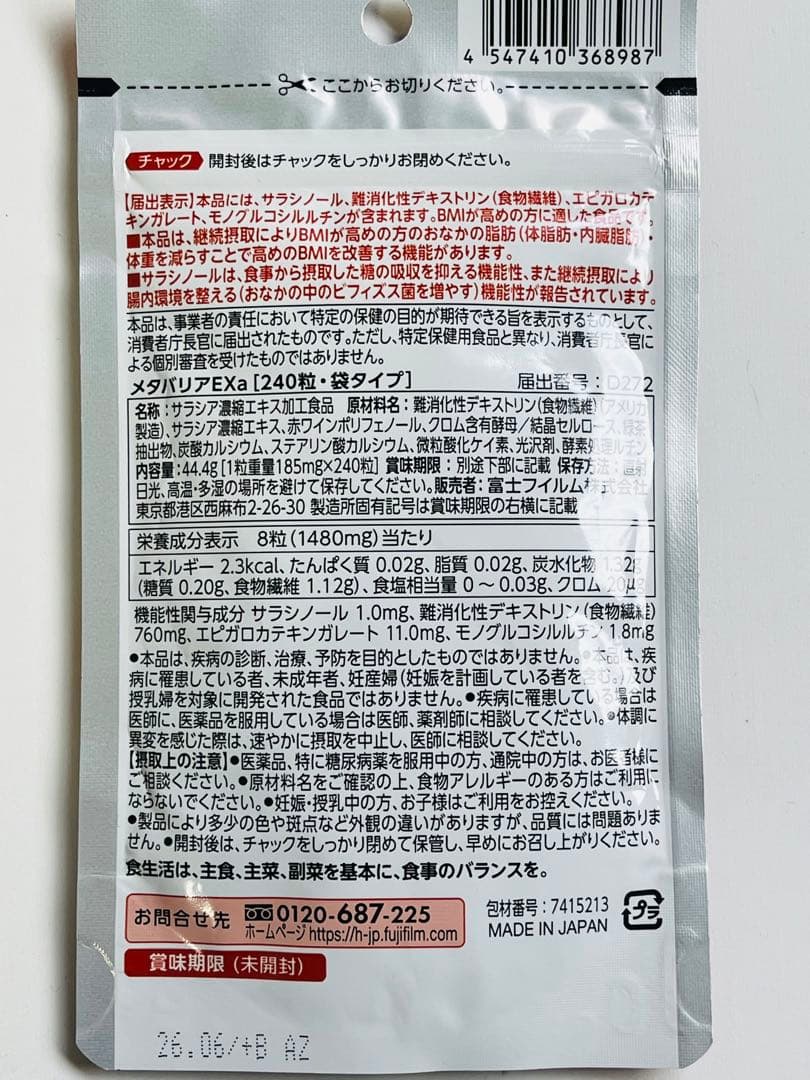 4 547410 368987
ここからお切りください。
チャック 開封後はチャックをしっかりお閉めください。
【届出表示】本品には、サラシノール、難消化性デキストリン(食物繊維)、エピガロカテ
キンガレート、モノグルコシルルチンが含まれます。BMIが高めの方に適した食品です。
■本品は、継続摂取によりBMIが高めの方のおなかの脂肪(体脂肪・内臓脂肪)・
体重を減らすことで高めのBMIを改善する機能があります。
■サラシノールは、食事から摂取した糖の吸収を抑える機能性、また継続摂取により
腸内環境を整える(おなかの中のビフィズス菌を増やす)機能性が報告されています。
本品は、事業者の責任において特定の保健の目的が期待できる旨を表示するものとして、
消費者庁長官に届出されたものです。ただし、特定保健用食品と異なり、消費者庁長官に
よる個別審査を受けたものではありません。
メタバリアEXa [240粒・袋タイプ] 届出番号:D272
名称:サラシア濃縮エキス加工食品 原材料名:難消化性デキストリン(食物繊維)(アメリカ
製造)、サラシア濃縮エキス、赤ワインポリフェノール、クロム含有酵母/結晶セルロース、緑茶
抽出物、炭酸カルシウム、ステアリン酸カルシウム、微粒酸化ケイ素、光沢剤、酵素処理ルチン
内容量:44.4g[1粒重量185mg×240粒] 賞味期限:別途下部に記載 保存方法:直射
日光、高温・多湿の場所を避けて保存してください。販売者:富士フイルム株式会社
東京都港区西麻布2-26-30 製造所固有記号は賞味期限の右横に記載
栄養成分表示 8粒(1480mg)当たり
エネルギー 2.3kcal、たんぱく質 0.02g、脂質 0.02g、炭水化物 1.32g
(糖質 0.20g、食物繊維 1.12g)、食塩相当量 0~0.03g、クロム 20μg
機能性関与成分 サラシノール 1.0mg、難消化性デキストリン(食物繊維)
760mg、エピガロカテキンガレート 11.0mg、モノグルコシルルチン 1.8mg
●本品は、疾病の診断、治療、予防を目的としたものではありません。●本品は、疾
病に罹患している者、未成年者、妊産婦(妊娠を計画している者を含む。)及び
授乳婦を対象に開発された食品ではありません。●疾病に罹患している場合は
医師に、医薬品を服用している場合は医師、薬剤師に相談してください。●体調に
異変を感じた際は、速やかに摂取を中止し、医師に相談してください。
【摂取上の注意】●医薬品、特に糖尿病薬を服用中の方、通院中の方は、お医者様に
ご相談ください。●原材料名をご確認の上、食物アレルギーのある方はご利用に
ならないでください。●妊娠・授乳中の方、お子様はご利用をお控えください。
●製品により多少の色や斑点など外観の違いがありますが、品質には問題ありま
せん。●開封後は、チャックをしっかり閉めて保管し、早めにお召し上がりください。
食生活は、主食、主菜、副菜を基本に、食事のバランスを。
お問合せ先 0120-687-225
ホームページ https://h-jp.fujifilm.com
包材番号:7415213
MADE IN JAPAN
プラ
賞味期限(未開封)
26.06/+B AZ